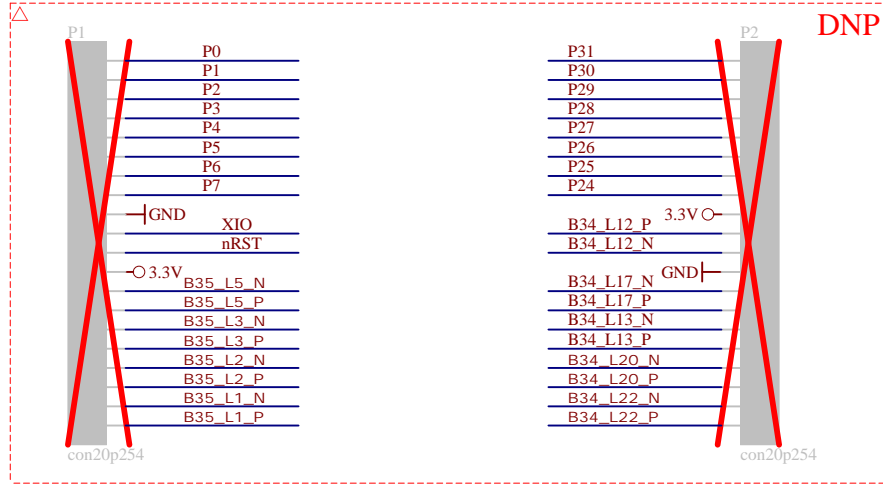 DNP
P1
P0
P1
P2
P3
P4
P5
P6
P7
GND
XIO
nRST
3.3V
B35_L5_N
B35_L5_P
B35_L3_N
B35_L3_P
B35_L2_N
B35_L2_P
B35_L1_N
B35_L1_P
con20p254
P2
P31
P30
P29
P28
P27
P26
P25
P24
3.3V
B34_L12_P
B34_L12_N
GND
B34_L17_N
B34_L17_P
B34_L13_N
B34_L13_P
B34_L20_N
B34_L20_P
B34_L22_N
B34_L22_P
con20p254